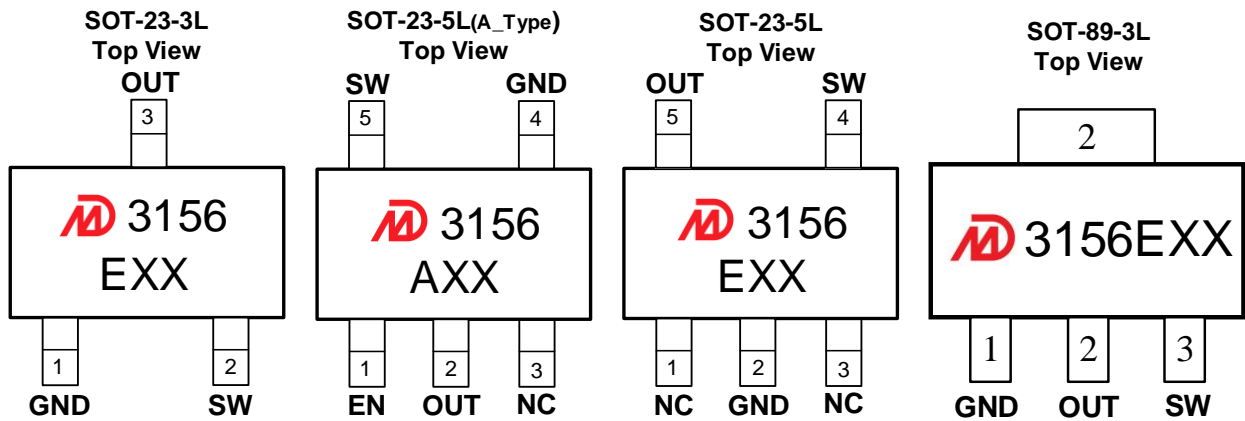 SOT-23-3L
Top View
OUT
3
3156
EXX
1
2
GND
SW
SOT-23-5L(A_Type)
Top View
SW
GND
5
4
3156
AXX
1
2
3
EN
OUT
NC
SOT-23-5L
Top View
OUT
SW
5
4
3156
EXX
1
2
3
NC
GND
NC
SOT-89-3L
Top View
2
3156EXX
1
2
3
GND
OUT
SW